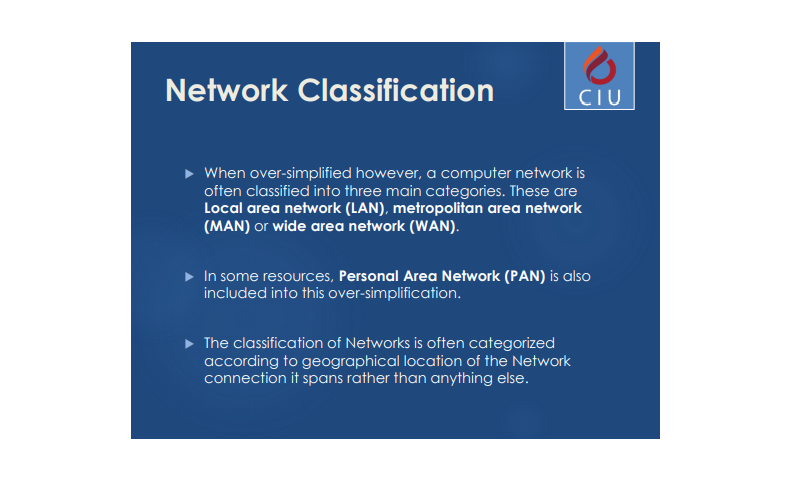 Network Classification
CIU
When over-simplified however, a computer network is
often classified into three main categories. These are
Local area network (LAN), metropolitan area network
(MAN) or wide area network (WAN).
In some resources, Personal Area Network (PAN) is also
included into this over-simplification.
The classification of Networks is often categorized
according to geographical location of the Network
connection it spans rather than anything else.